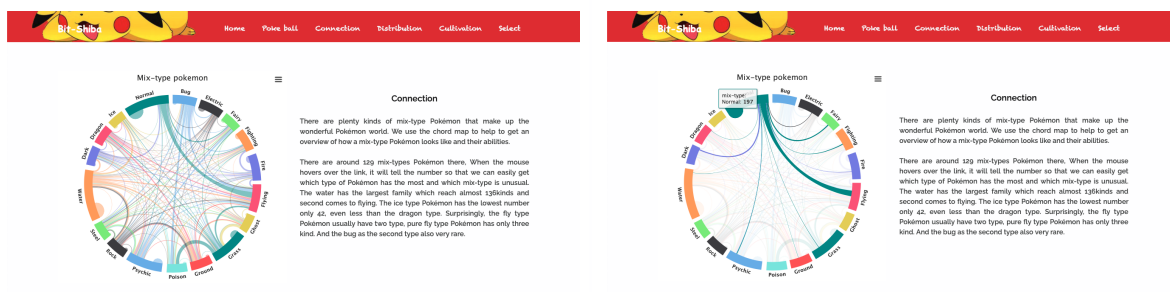 Bit-Shiba
Home Poke ball Connection Distribution Cultivation Select
Mix-type pokemon
Normal
Bug
Electric
Fairy
Fighting
Fire
Flying
Ghost
Grass
Ground
Poison
Psychic
Rock
Steel
Water
Dark
Dragon
Ice
Connection
There are plenty kinds of mix-type Pokémon that make up the
wonderful Pokémon world. We use the chord map to help to get an
overview of how a mix-type Pokémon looks like and their abilities.
There are around 129 mix-types Pokémon there, When the mouse
hovers over the link, it will tell the number so that we can easily get
which type of Pokémon has the most and which mix-type is unusual.
The water has the largest family which reach almost 136kinds and
second comes to flying. The ice type Pokémon has the lowest number
only 42, even less than the dragon type. Surprisingly, the fly type
Pokémon usually have two type, pure fly type Pokémon has only three
kind. And the bug as the second type also very rare.
Bit-Shiba
Home Poke ball Connection Distribution Cultivation Select
Mix-type pokemon
mix-type:
Normal: 197
Bug
Electric
Fairy
Fighting
Fire
Flying
Ghost
Grass
Ground
Poison
Psychic
Rock
Steel
Water
Dark
Dragon
Ice
Connection
There are plenty kinds of mix-type Pokémon that make up the
wonderful Pokémon world. We use the chord map to help to get an
overview of how a mix-type Pokémon looks like and their abilities.
There are around 129 mix-types Pokémon there, When the mouse
hovers over the link, it will tell the number so that we can easily get
which type of Pokémon has the most and which mix-type is unusual.
The water has the largest family which reach almost 136kinds and
second comes to flying. The ice type Pokémon has the lowest number
only 42, even less than the dragon type. Surprisingly, the fly type
Pokémon usually have two type, pure fly type Pokémon has only three
kind. And the bug as the second type also very rare.